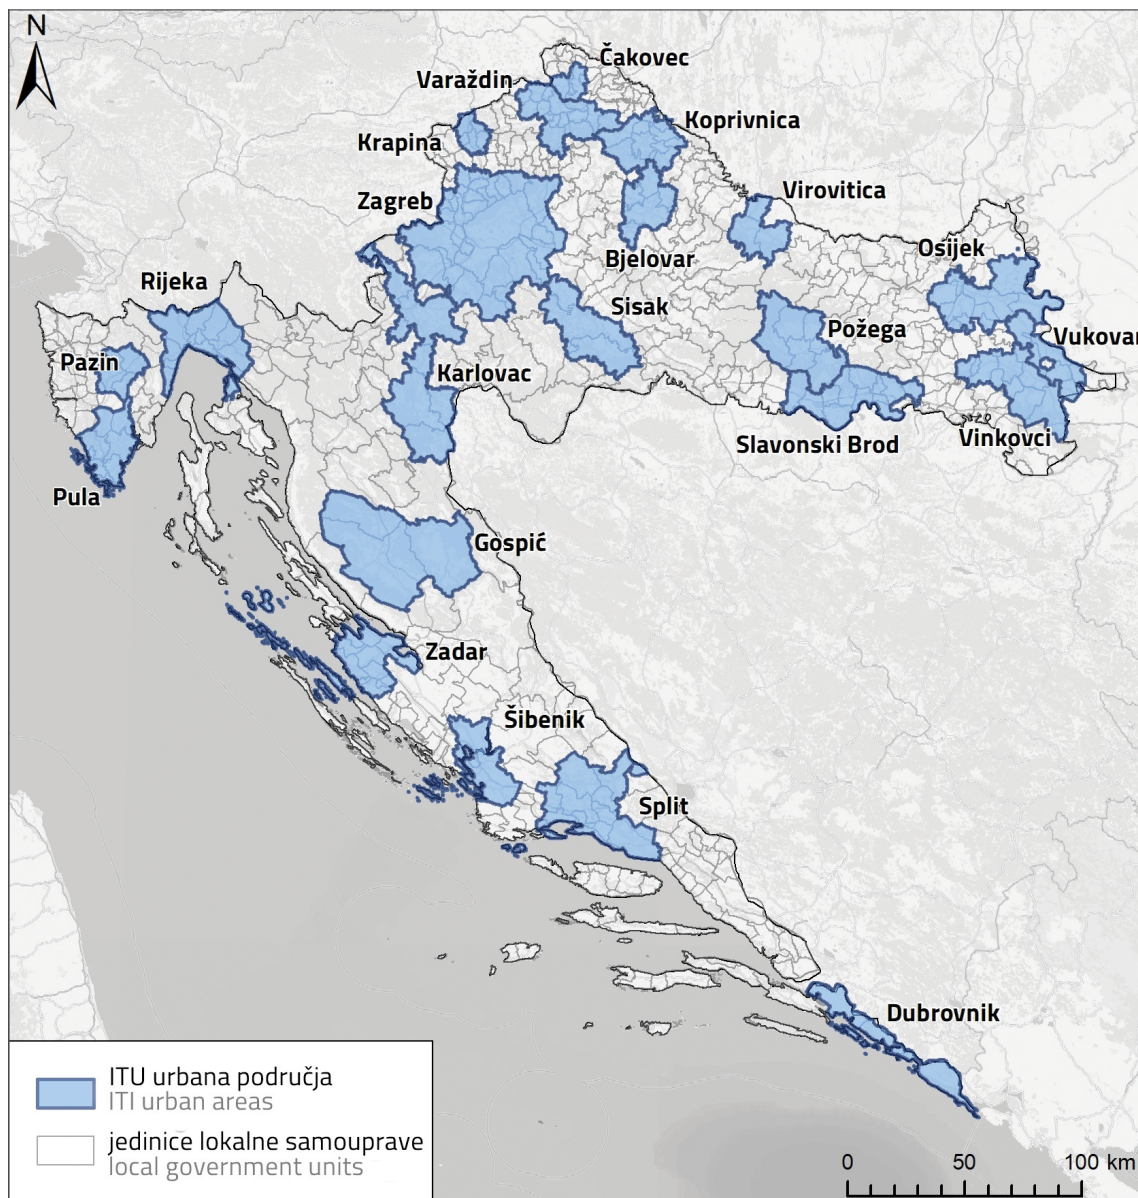 N
Čakovec
Varaždin
Koprivnica
Krapina
Virovitica
Zagreb
Osijek
Bjelovar
Rijeka
Sisak
Požega
Vukovar
Pazin
Karlovac
Slavonski Brod
Vinkovci
Pula
Gospić
Zadar
Šibenik
Split
Dubrovnik
ITU urbana područja
ITI urban areas
jedinice lokalne samouprave
local government units
0 50 100 km